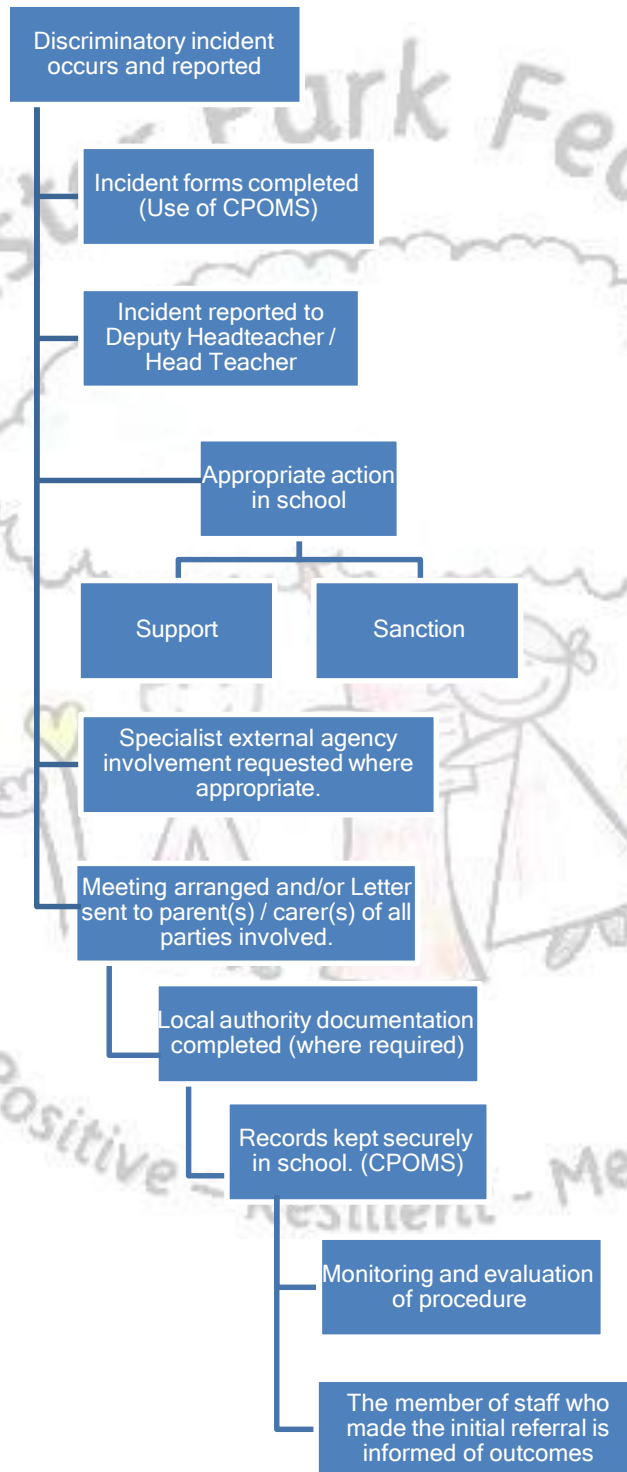 Discriminatory incident
occurs and reported
Park
Incident forms completed
(Use of CPOMS)
Incident reported to
Deputy Headteacher /
Head Teacher
Appropriate action
in school
Support
Sanction
Specialist external agency
involvement requested where
appropriate.
Meeting arranged and/or Letter
sent to parent(s) / carer(s) of all
parties involved.
Local authority documentation
completed (where required)
Records kept securely
in school. (CPOMS)
Positive - Resilient -
Monitoring and evaluation
of procedure
The member of staff who
made the initial referral is
informed of outcomes